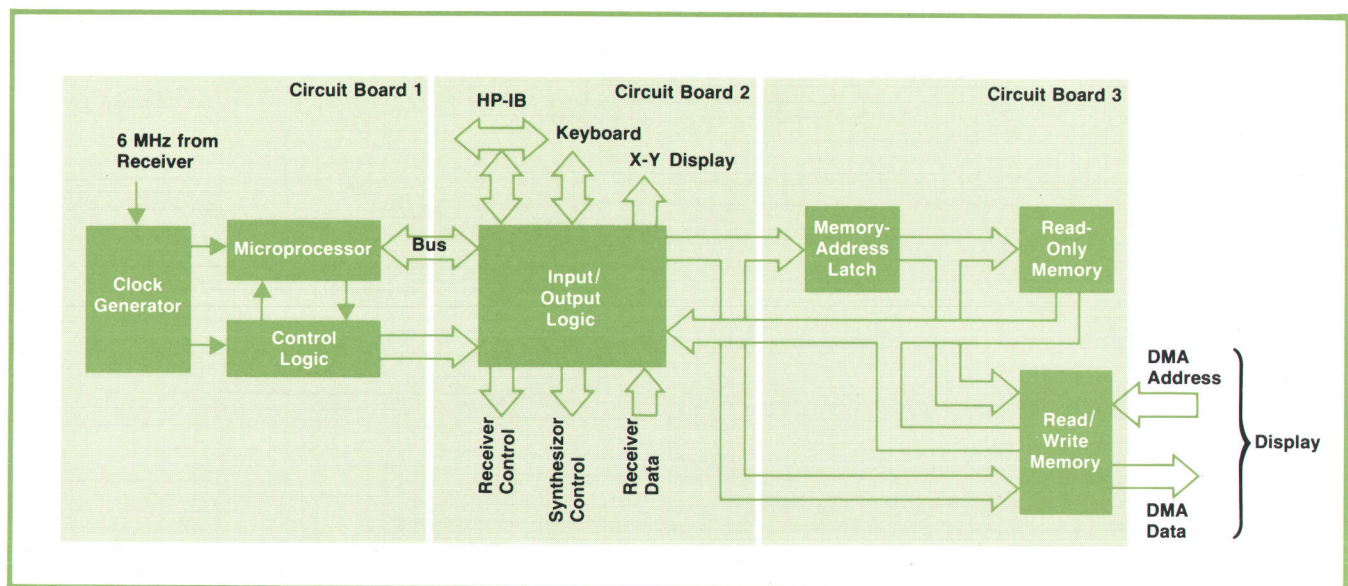 Circuit Board 1
6 MHz from
Receiver
Clock
Generator
Microprocessor
Control
Logic
Bus
Circuit Board 2
HP-IB
Keyboard
X-Y Display
Input/
Output
Logic
Receiver
Control
Synthesizor
Control
Receiver
Data
Circuit Board 3
Memory-
Address
Latch
Read-
Only
Memory
Read/
Write
Memory
DMA
Address
DMA
Data
Display